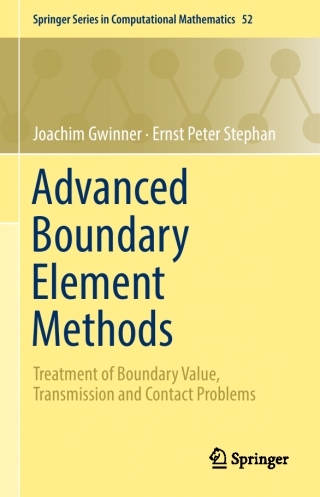 Springer Series in Computational Mathematics 52
Joachim Gwinner · Ernst Peter Stephan
Advanced
Boundary
Element
Methods
Treatment of Boundary Value,
Transmission and Contact Problems
Springer